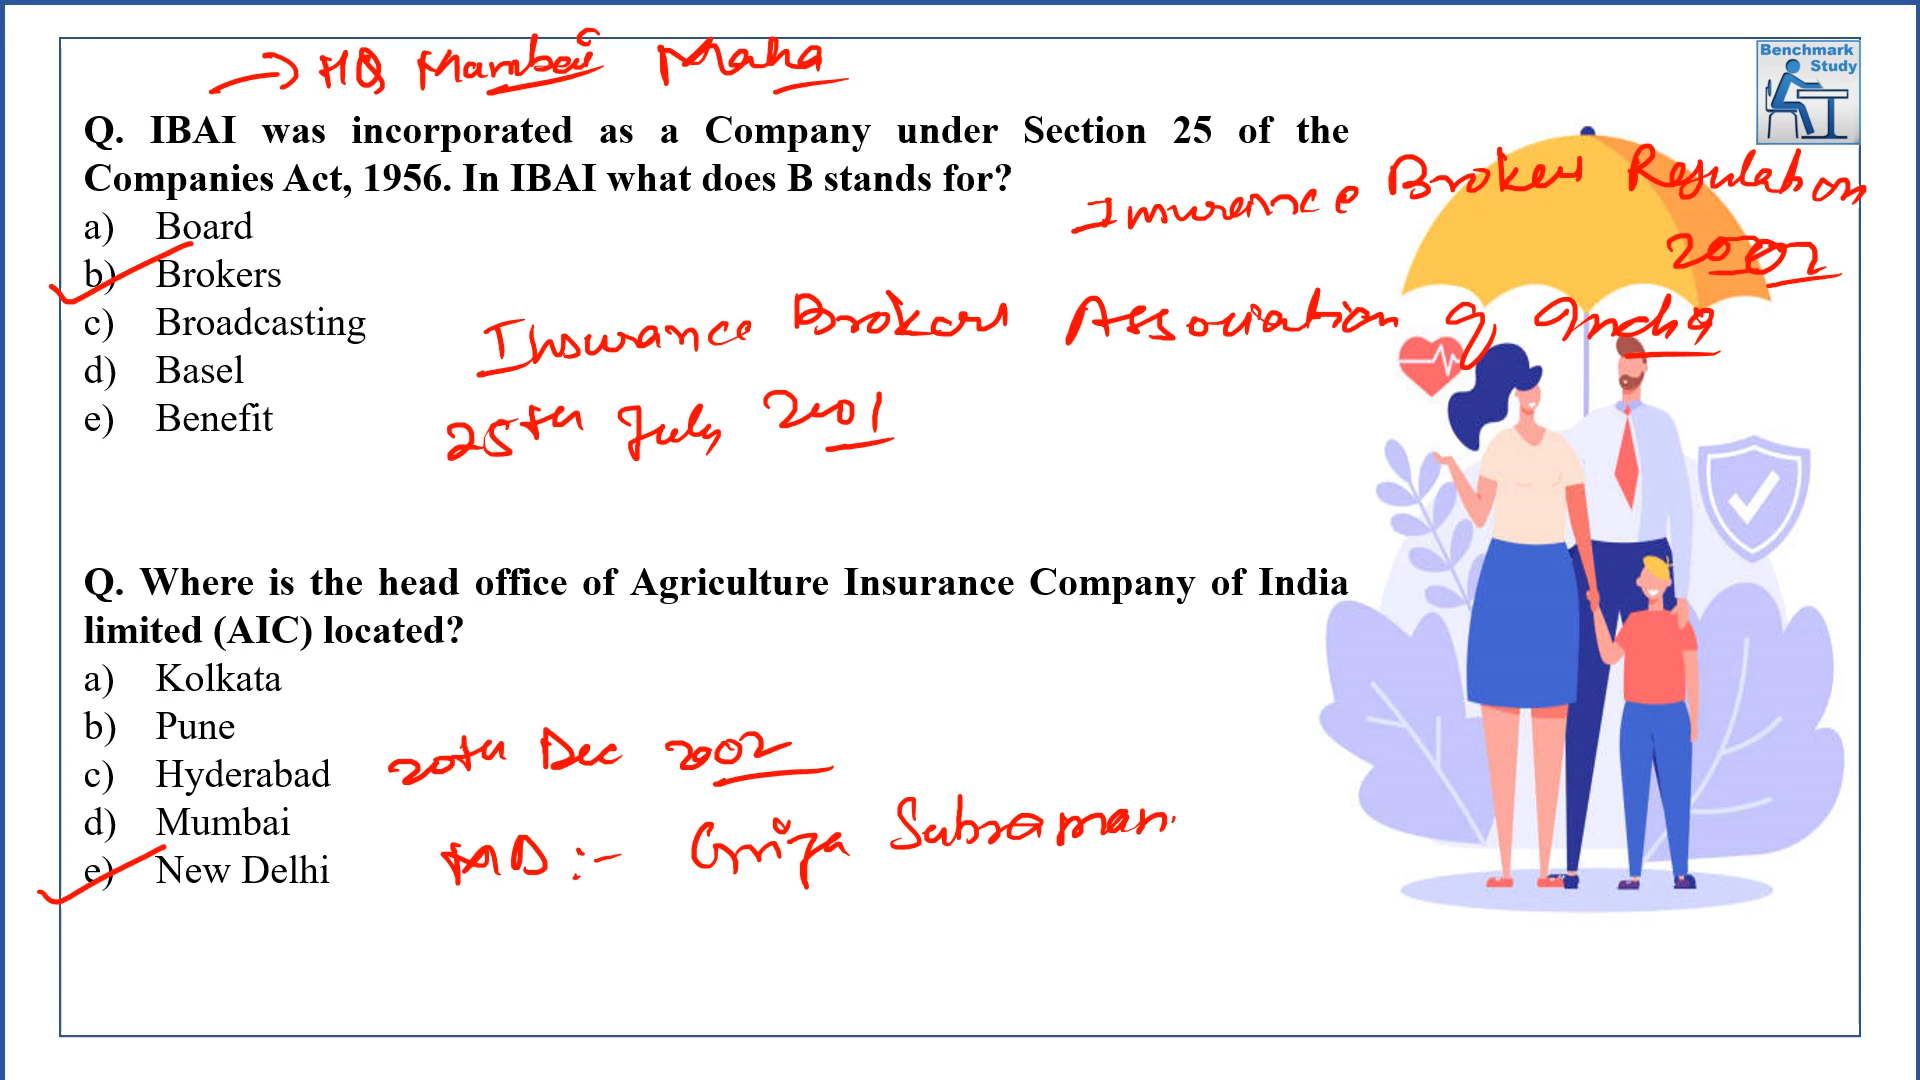 → HQ Mumbai Maha
Benchmark
Study
Q. IBAI was incorporated as a Company under Section 25 of the
Companies Act, 1956. In IBAI what does B stands for?
Insurance Broker Regulation
2002
a) Board
b) Brokers
c) Broadcasting
Insurance Brokers Association of India
d) Basel
e) Benefit
25th July 2001
Q. Where is the head office of Agriculture Insurance Company of India
limited (AIC) located?
a) Kolkata
b) Pune
c) Hyderabad
20th Dec 2002
d) Mumbai
e) New Delhi
MD :- Girija Subraman